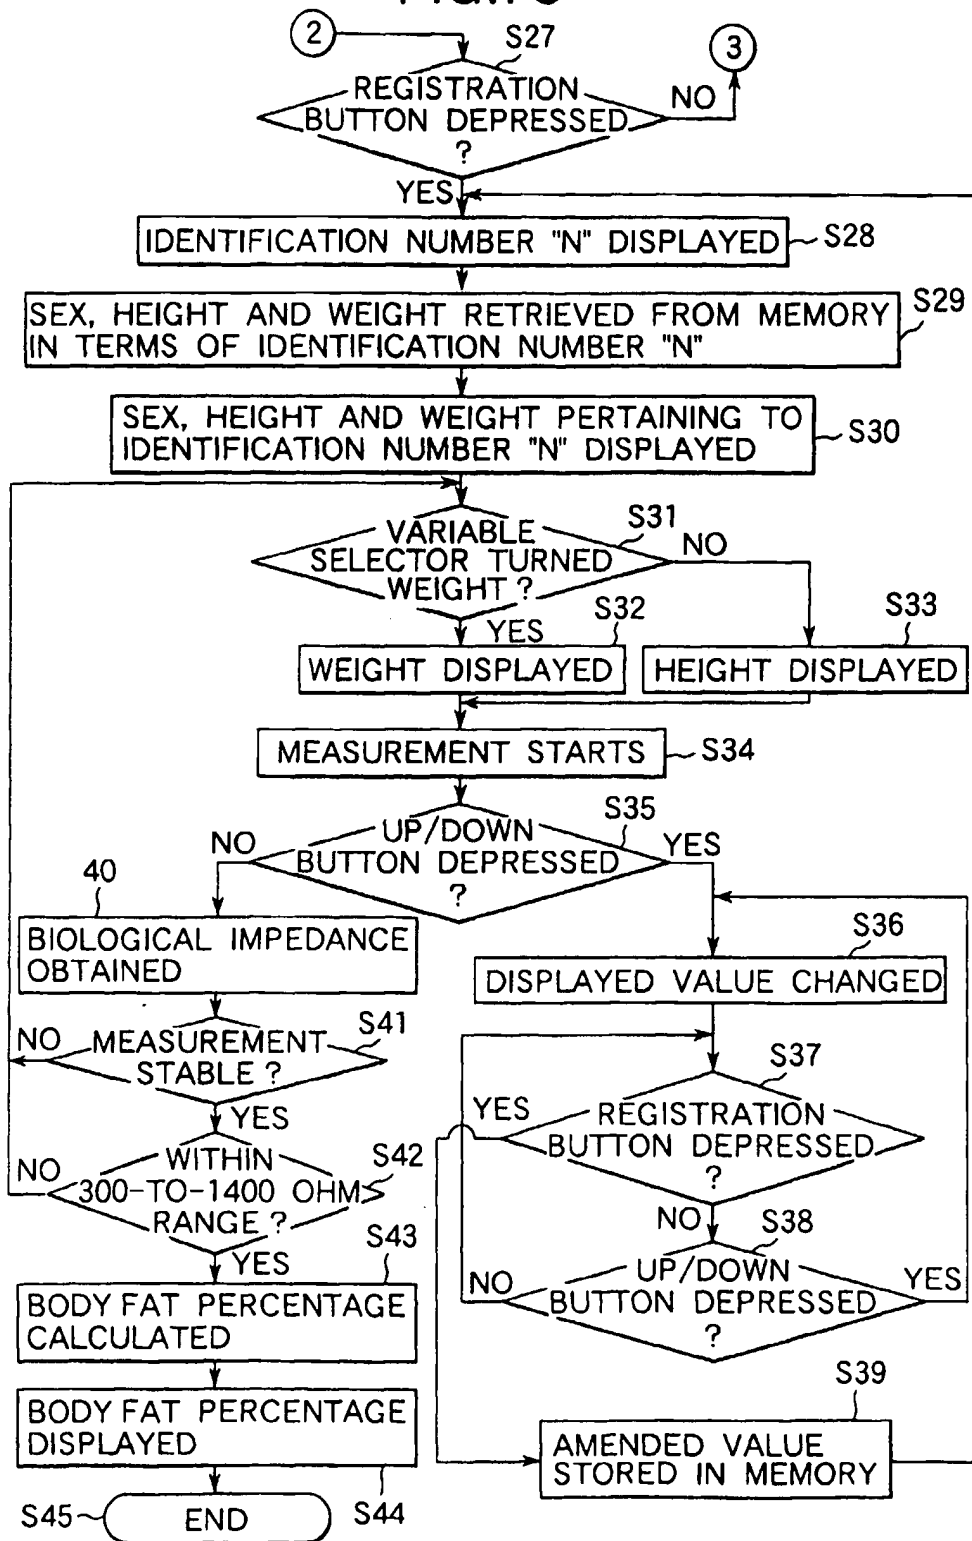 2
S27
3
REGISTRATION
BUTTON DEPRESSED
?
NO
YES
IDENTIFICATION NUMBER "N" DISPLAYED
S28
S29
SEX, HEIGHT AND WEIGHT RETRIEVED FROM MEMORY
IN TERMS OF IDENTIFICATION NUMBER "N"
SEX, HEIGHT AND WEIGHT PERTAINING TO
IDENTIFICATION NUMBER "N" DISPLAYED
S30
S31
VARIABLE
SELECTOR TURNED
WEIGHT?
NO
YES
S32
S33
WEIGHT DISPLAYED
HEIGHT DISPLAYED
MEASUREMENT STARTS
S34
S35
UP/DOWN
BUTTON DEPRESSED
?
NO
YES
40
BIOLOGICAL IMPEDANCE
OBTAINED
S36
DISPLAYED VALUE CHANGED
S41
MEASUREMENT
STABLE?
NO
YES
S37
REGISTRATION
BUTTON DEPRESSED
?
YES
NO
WITHIN
300-TO-1400 OHM
RANGE?
S42
NO
YES
S38
UP/DOWN
BUTTON DEPRESSED
?
NO
YES
S43
BODY FAT PERCENTAGE
CALCULATED
BODY FAT PERCENTAGE
DISPLAYED
S44
S39
AMENDED VALUE
STORED IN MEMORY
S45
END